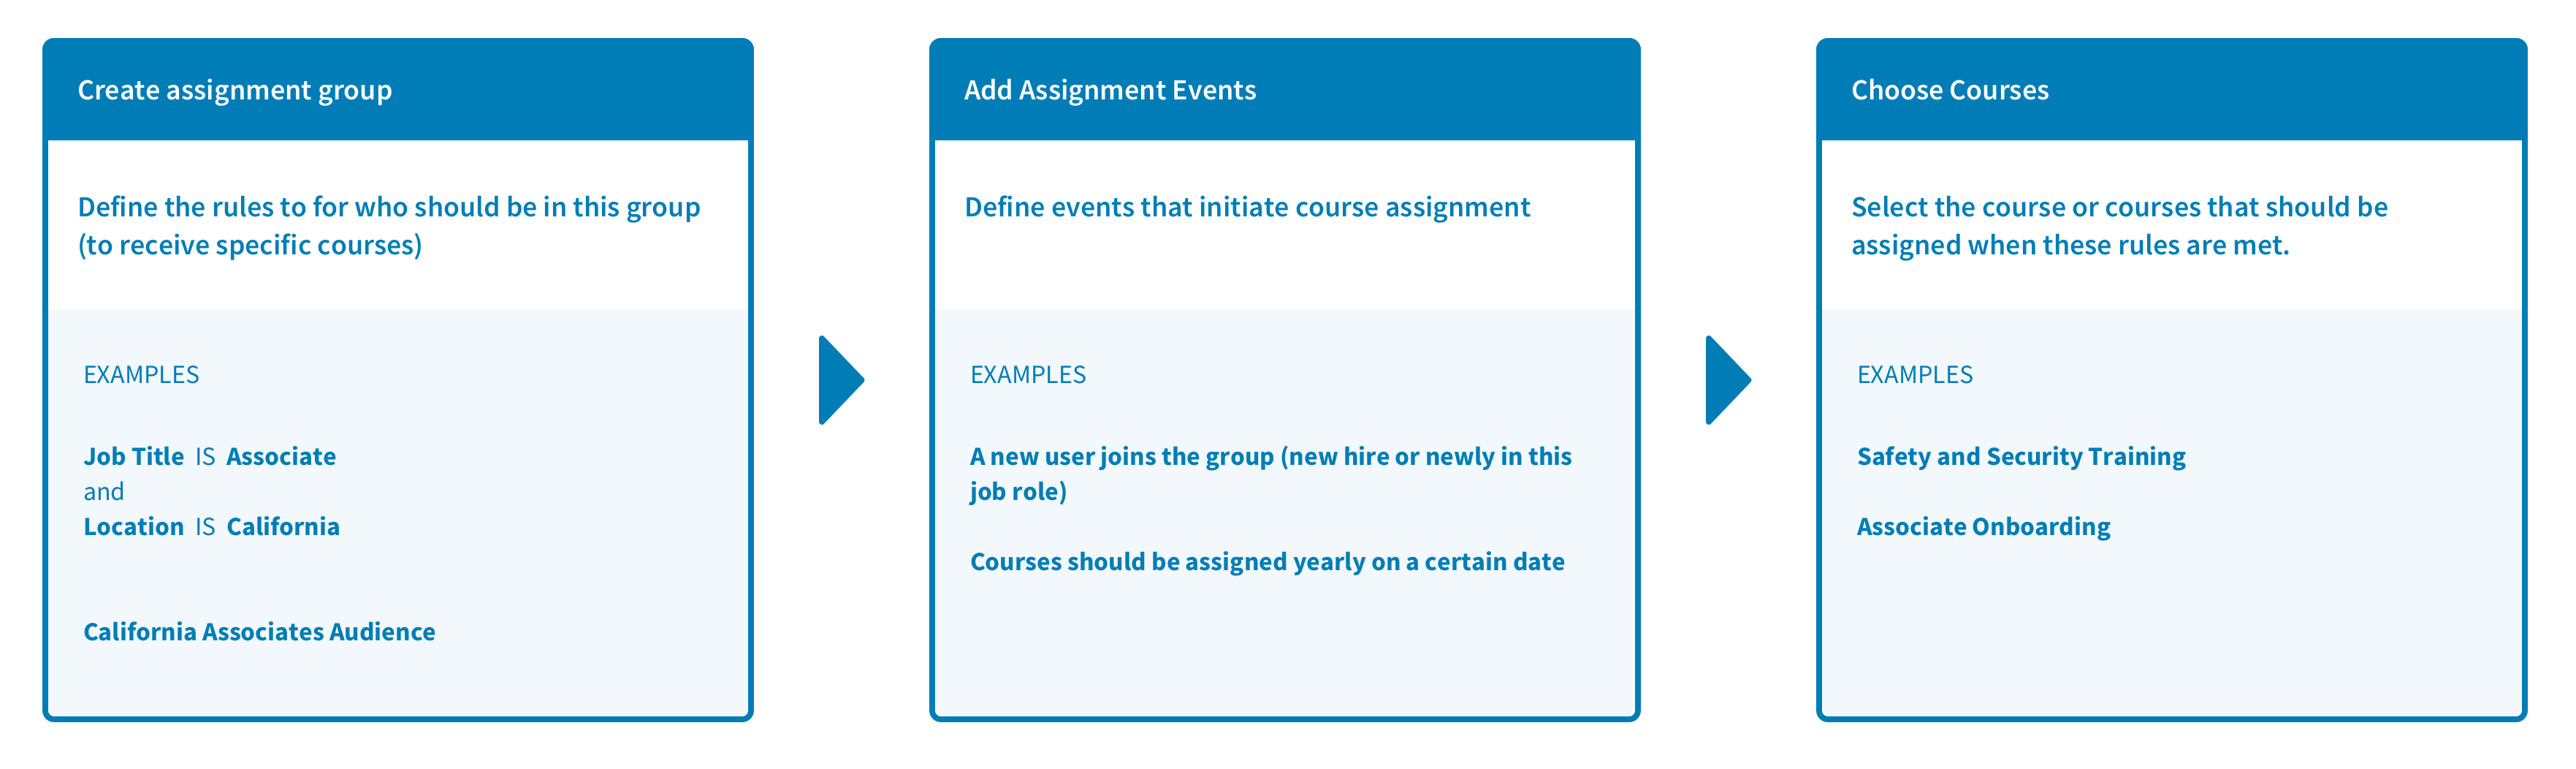 Create assignment group
Define the rules to for who should be in this group
(to receive specific courses)
EXAMPLES
Job Title IS Associate
and
Location IS California
California Associates Audience
Add Assignment Events
Define events that initiate course assignment
EXAMPLES
A new user joins the group (new hire or newly in this
job role)
Courses should be assigned yearly on a certain date
Choose Courses
Select the course or courses that should be
assigned when these rules are met.
EXAMPLES
Safety and Security Training
Associate Onboarding